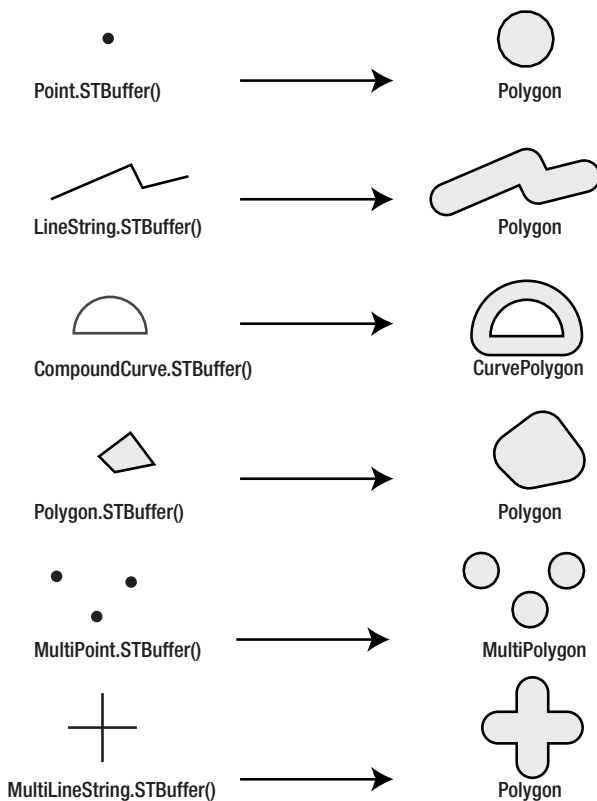 Point.STBuffer() Polygon
LineString.STBuffer() Polygon
CompoundCurve.STBuffer() CurvePolygon
Polygon.STBuffer() Polygon
MultiPoint.STBuffer() MultiPolygon
MultiLineString.STBuffer() Polygon